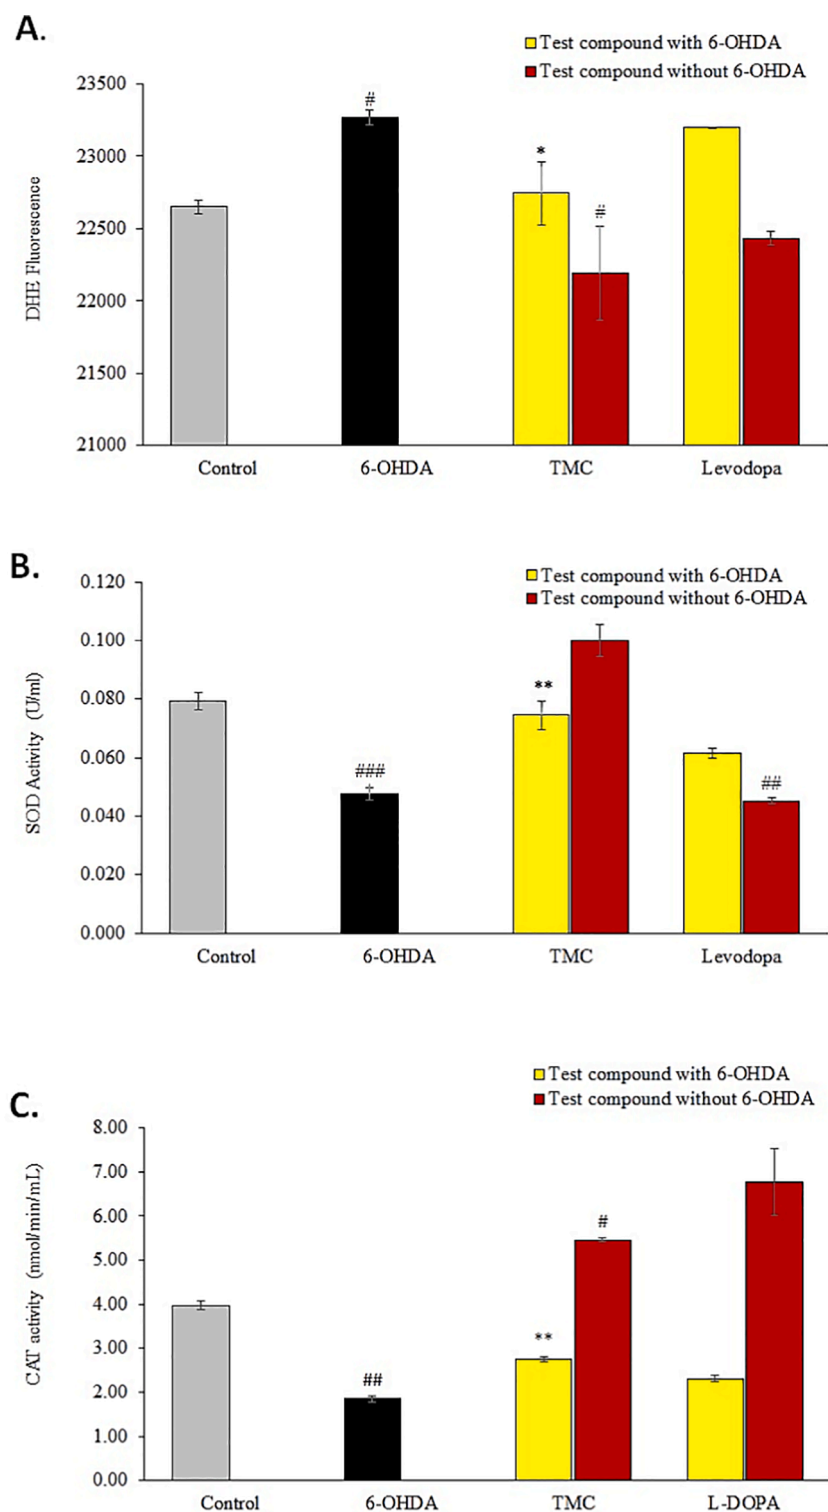 A.
Test compound with 6-OHDA
Test compound without 6-OHDA
23500
23000
22500
22000
21500
21000
DHE Fluorescence
#
*
#
Control
6-OHDA
TMC
Levodopa
B.
Test compound with 6-OHDA
Test compound without 6-OHDA
0.120
0.100
0.080
0.060
0.040
0.020
0.000
SOD Activity (U/ml)
###
**
##
Control
6-OHDA
TMC
Levodopa
C.
Test compound with 6-OHDA
Test compound without 6-OHDA
8.00
7.00
6.00
5.00
4.00
3.00
2.00
1.00
0.00
CAT activity (nmol/min/mL)
##
**
#
Control
6-OHDA
TMC
L-DOPA